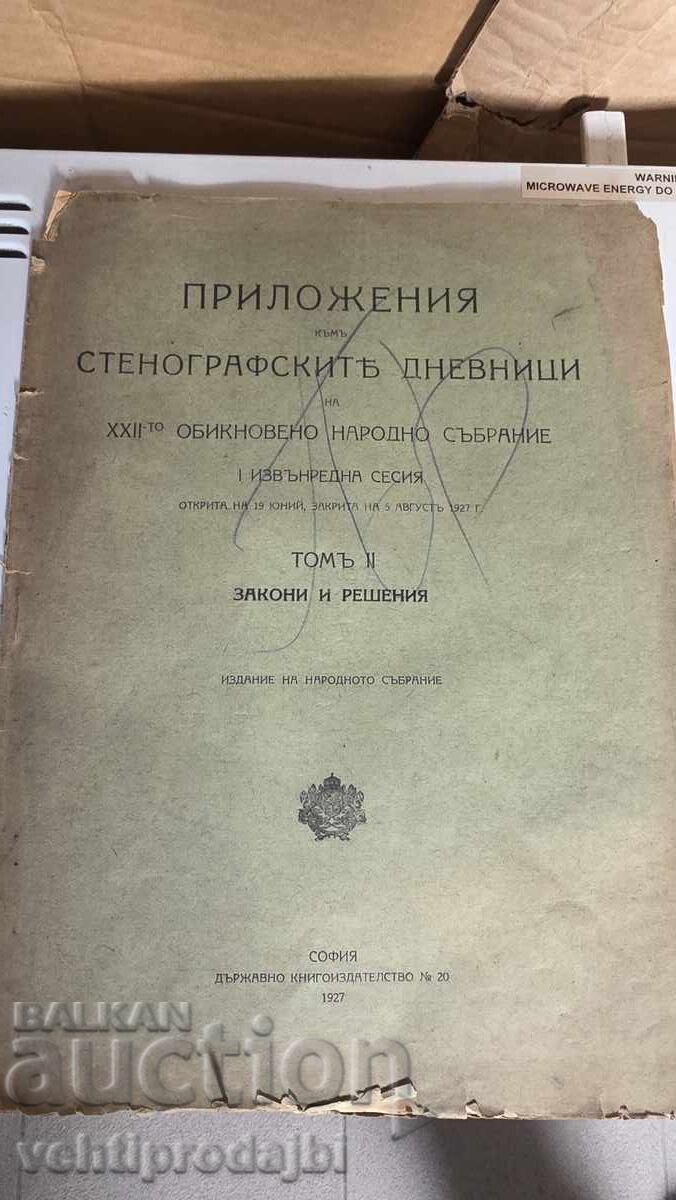 WARNI
MICROWAVE ENERGY DO
ПРИЛОЖЕНИЯ
КЪМЪ
СТЕНОГРАФСКИТѢ ДНЕВНИЦИ
НА
XXII-ТО ОБИКНОВЕНО НАРОДНО СЪБРАНИЕ
I ИЗВЪНРЕДНА СЕСИЯ
ОТКРИТА НА 19 ЮНИЙ, ЗАКРИТА НА 5 АВГУСТЪ 1927 Г.
ТОМЪ II
ЗАКОНИ И РЕШЕНИЯ
ИЗДАНИЕ НА НАРОДНОТО СЪБРАНИЕ
СОФИЯ
ДЪРЖАВНО КНИГОИЗДАТЕЛСТВО № 20
1927
BALKAN
auction
vehtiprodajbi